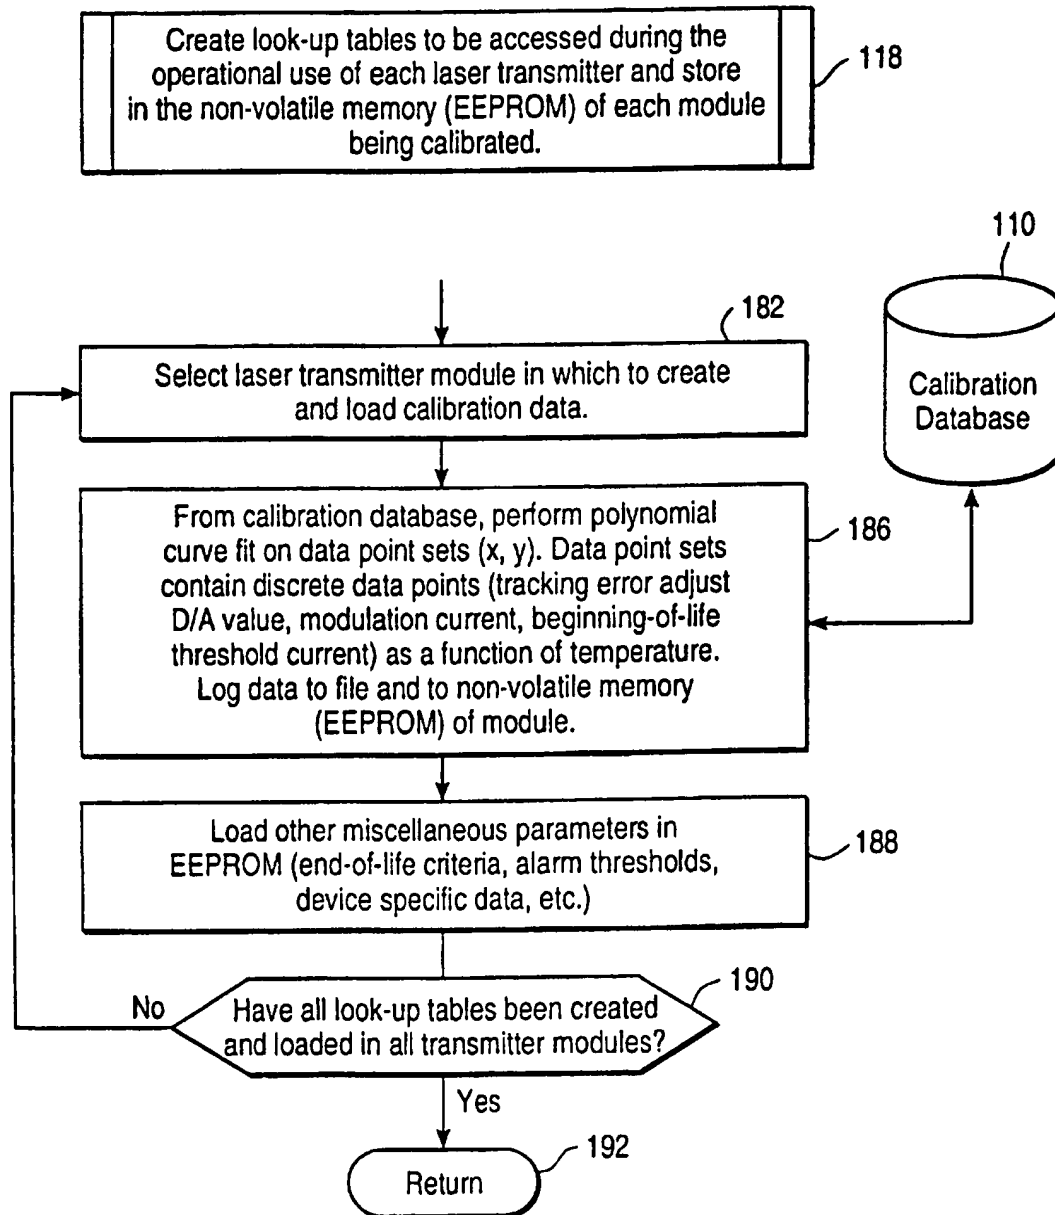 Create look-up tables to be accessed during the
operational use of each laser transmitter and store
in the non-volatile memory (EEPROM) of each module
being calibrated.
118
110
Calibration
Database
182
Select laser transmitter module in which to create
and load calibration data.
From calibration database, perform polynomial
curve fit on data point sets (x, y). Data point sets
contain discrete data points (tracking error adjust
D/A value, modulation current, beginning-of-life
threshold current) as a function of temperature.
Log data to file and to non-volatile memory
(EEPROM) of module.
186
Load other miscellaneous parameters in
EEPROM (end-of-life criteria, alarm thresholds,
device specific data, etc.)
188
190
No
Have all look-up tables been created
and loaded in all transmitter modules?
Yes
192
Return